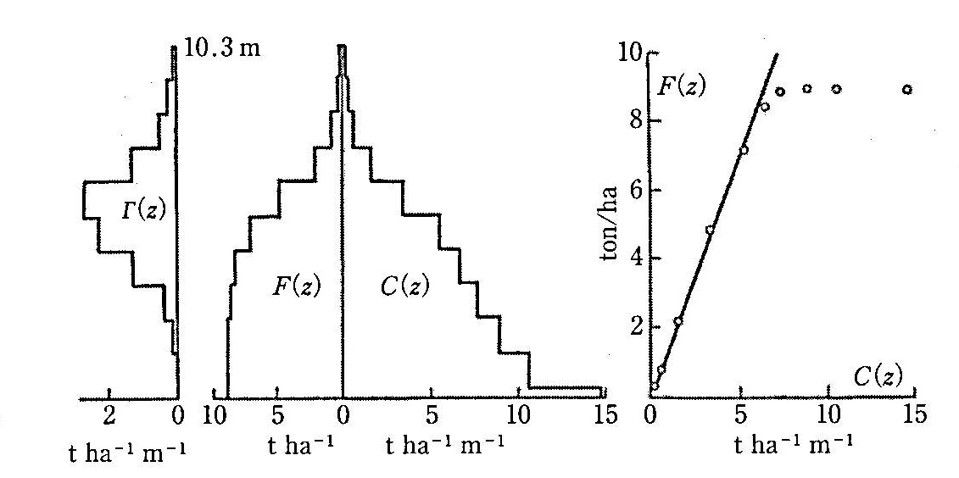 10.3 m
Γ(z)
2 0
t ha⁻¹ m⁻¹
F(z) C(z)
10 5 0 5 10 15
t ha⁻¹ t ha⁻¹ m⁻¹
10
F(z)
8
6
ton/ha
4
2
C(z)
0 5 10 15
t ha⁻¹ m⁻¹